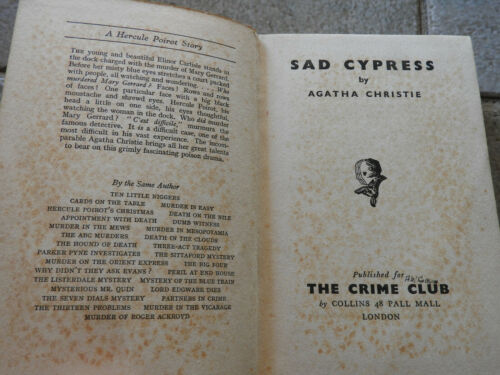 A Hercule Poirot Story
THE young and beautiful Elinor Carlisle stands in
the dock charged with the murder of Mary Gerrard.
Before her misty blue eyes stretches a court packed
with people, all watching and wondering. . . . Who
murdered Mary Gerrard? Faces! Rows and rows
of faces! One particular face with a big black
moustache and shrewd eyes. Hercule Poirot, his
head a little on one side, his eyes thoughtful,
watching the woman in the dock. Who did murder
Mary Gerrard? "C'est difficile," murmurs the
famous detective. It is a difficult case, one of the
most difficult in his vast experience. The incom-
parable Agatha Christie brings all her great talents
to bear on this grimly fascinating poison drama.
By the Same Author
TEN LITTLE NIGGERS
CARDS ON THE TABLE MURDER IS EASY
HERCULE POIROT'S CHRISTMAS DEATH ON THE NILE
APPOINTMENT WITH DEATH DUMB WITNESS
MURDER IN THE MEWS MURDER IN MESOPOTAMIA
THE ABC MURDERS DEATH IN THE CLOUDS
THE HOUND OF DEATH THREE-ACT TRAGEDY
PARKER PYNE INVESTIGATES THE SITTAFORD MYSTERY
MURDER ON THE ORIENT EXPRESS THE BIG FOUR
WHY DIDN'T THEY ASK EVANS? PERIL AT END HOUSE
THE LISTERDALE MYSTERY MYSTERY OF THE BLUE TRAIN
MYSTERIOUS MR. QUIN LORD EDGWARE DIES
THE SEVEN DIALS MYSTERY PARTNERS IN CRIME
THE THIRTEEN PROBLEMS MURDER IN THE VICARAGE
MURDER OF ROGER ACKROYD
SAD CYPRESS
by
AGATHA CHRISTIE
Published for
THE CRIME CLUB
by COLLINS 48 PALL MALL
LONDON